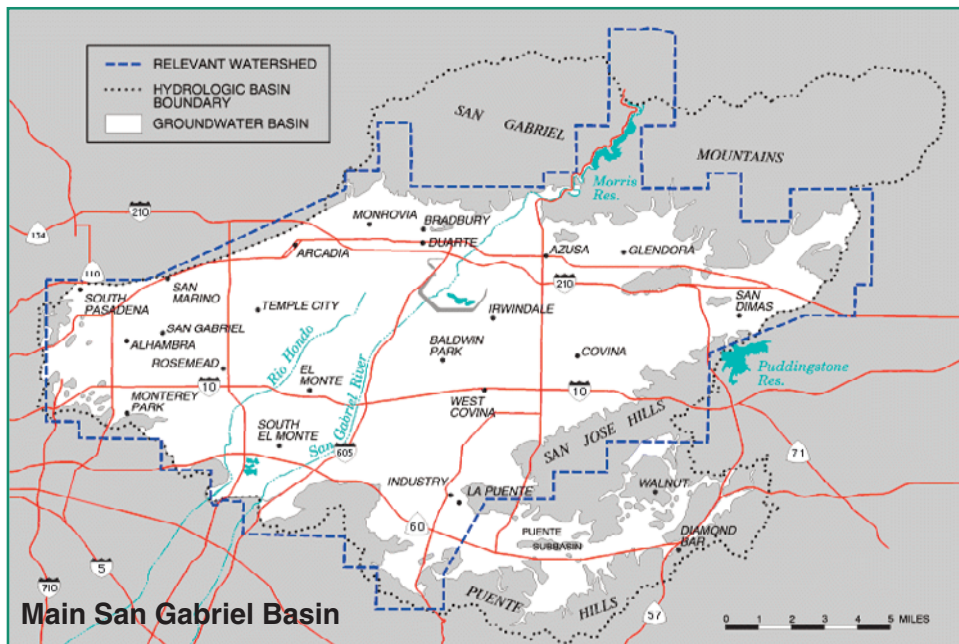 RELEVANT WATERSHED
HYDROLOGIC BASIN
BOUNDARY
GROUNDWATER BASIN
SAN GABRIEL
MOUNTAINS
Morris
Res.
210
134
110
MONROVIA
BRADBURY
DUARTE
ARCADIA
AZUSA
GLENDORA
210
SOUTH
PASADENA
SAN
MARINO
TEMPLE CITY
SAN
DIMAS
IRWINDALE
SAN GABRIEL
ALHAMBRA
ROSEMEAD
Rio Hondo
BALDWIN
PARK
COVINA
Puddingstone
Res.
10
EL
MONTE
San Gabriel River
WEST
COVINA
10
MONTEREY
PARK
SOUTH
EL MONTE
605
SAN JOSE HILLS
71
INDUSTRY
LA PUENTE
WALNUT
60
PUENTE
SUBBASIN
DIAMOND
BAR
5
710
PUENTE
HILLS
57
Main San Gabriel Basin
0 1 2 3 4 5 MILES